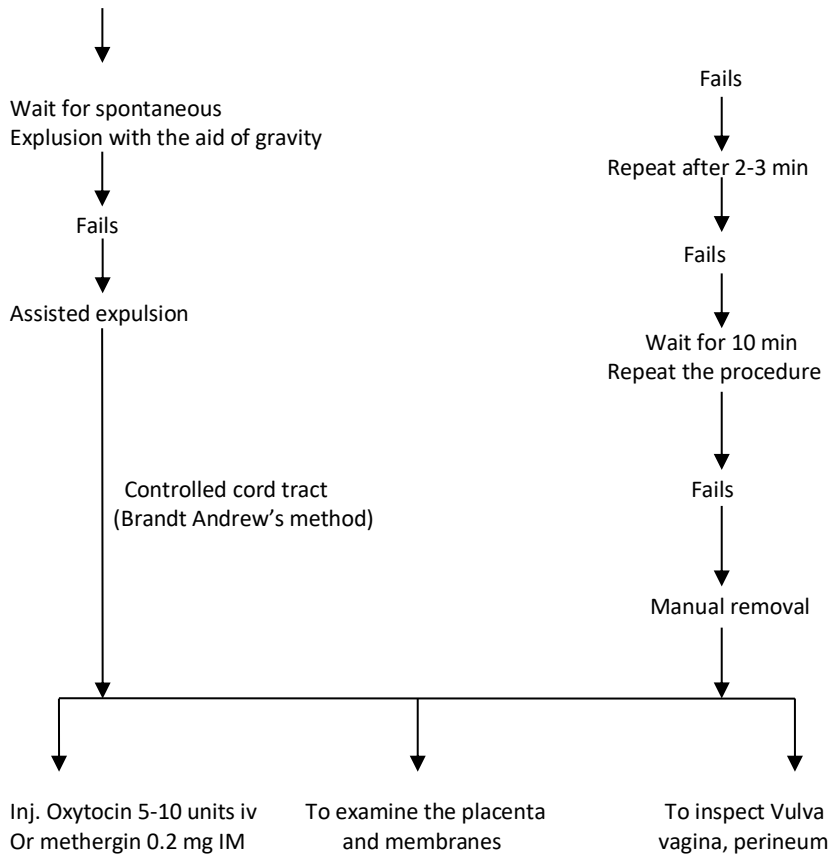 Wait for spontaneous
Explusion with the aid of gravity
Fails
Assisted expulsion
Controlled cord tract
(Brandt Andrew’s method)
Fails
Repeat after 2-3 min
Fails
Wait for 10 min
Repeat the procedure
Fails
Manual removal
Inj. Oxytocin 5-10 units iv
Or methergin 0.2 mg IM
To examine the placenta
and membranes
To inspect Vulva
vagina, perineum